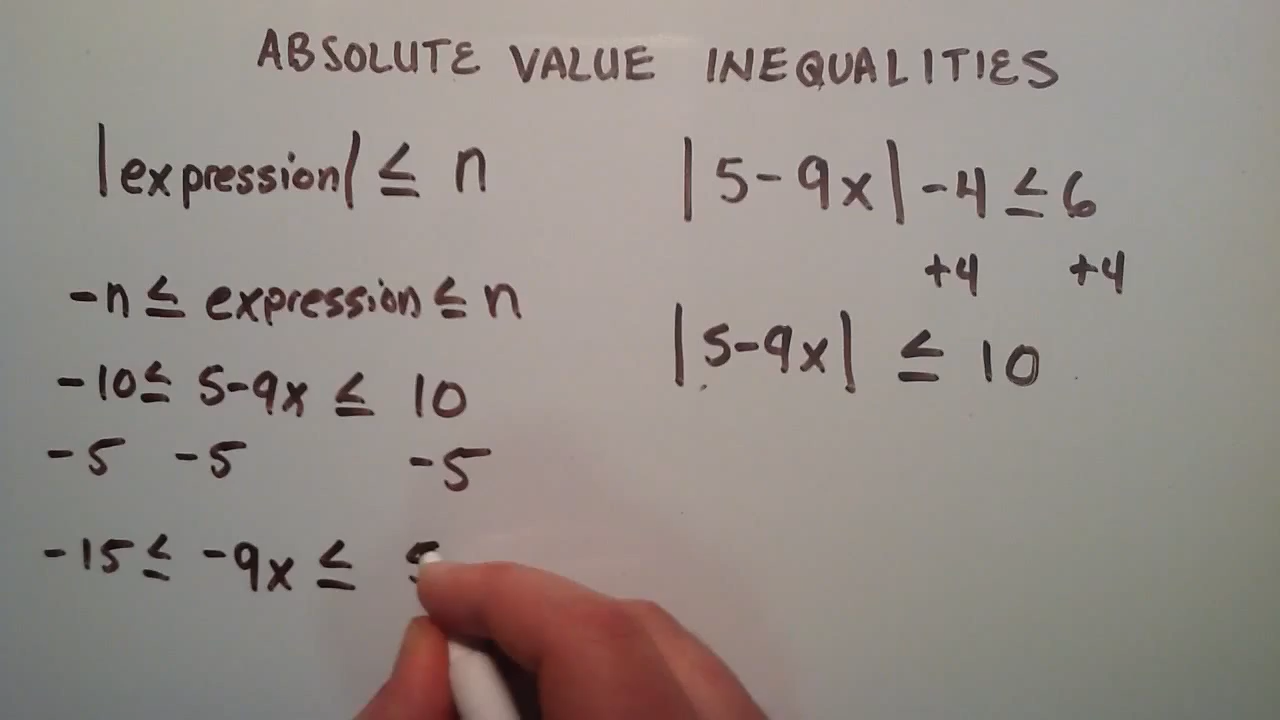 ABSOLUTE VALUE INEQUALITIES
|expression| ≤ n
-n ≤ expression ≤ n
-10 ≤ 5-9x ≤ 10
-5 -5 -5
-15 ≤ -9x ≤ 5
|5-9x| -4 ≤ 6
+4 +4
|5-9x| ≤ 10